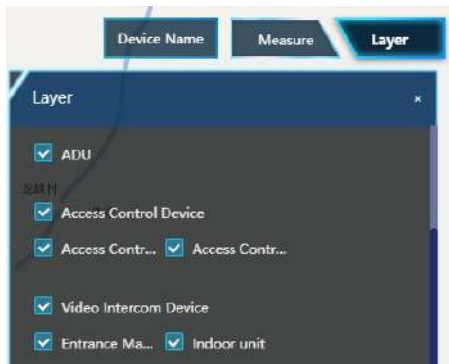 Device Name Measure Layer
Layer ×
ADU
Access Control Device
Access Contr... Access Contr...
Video Intercom Device
Entrance Ma... Indoor unit